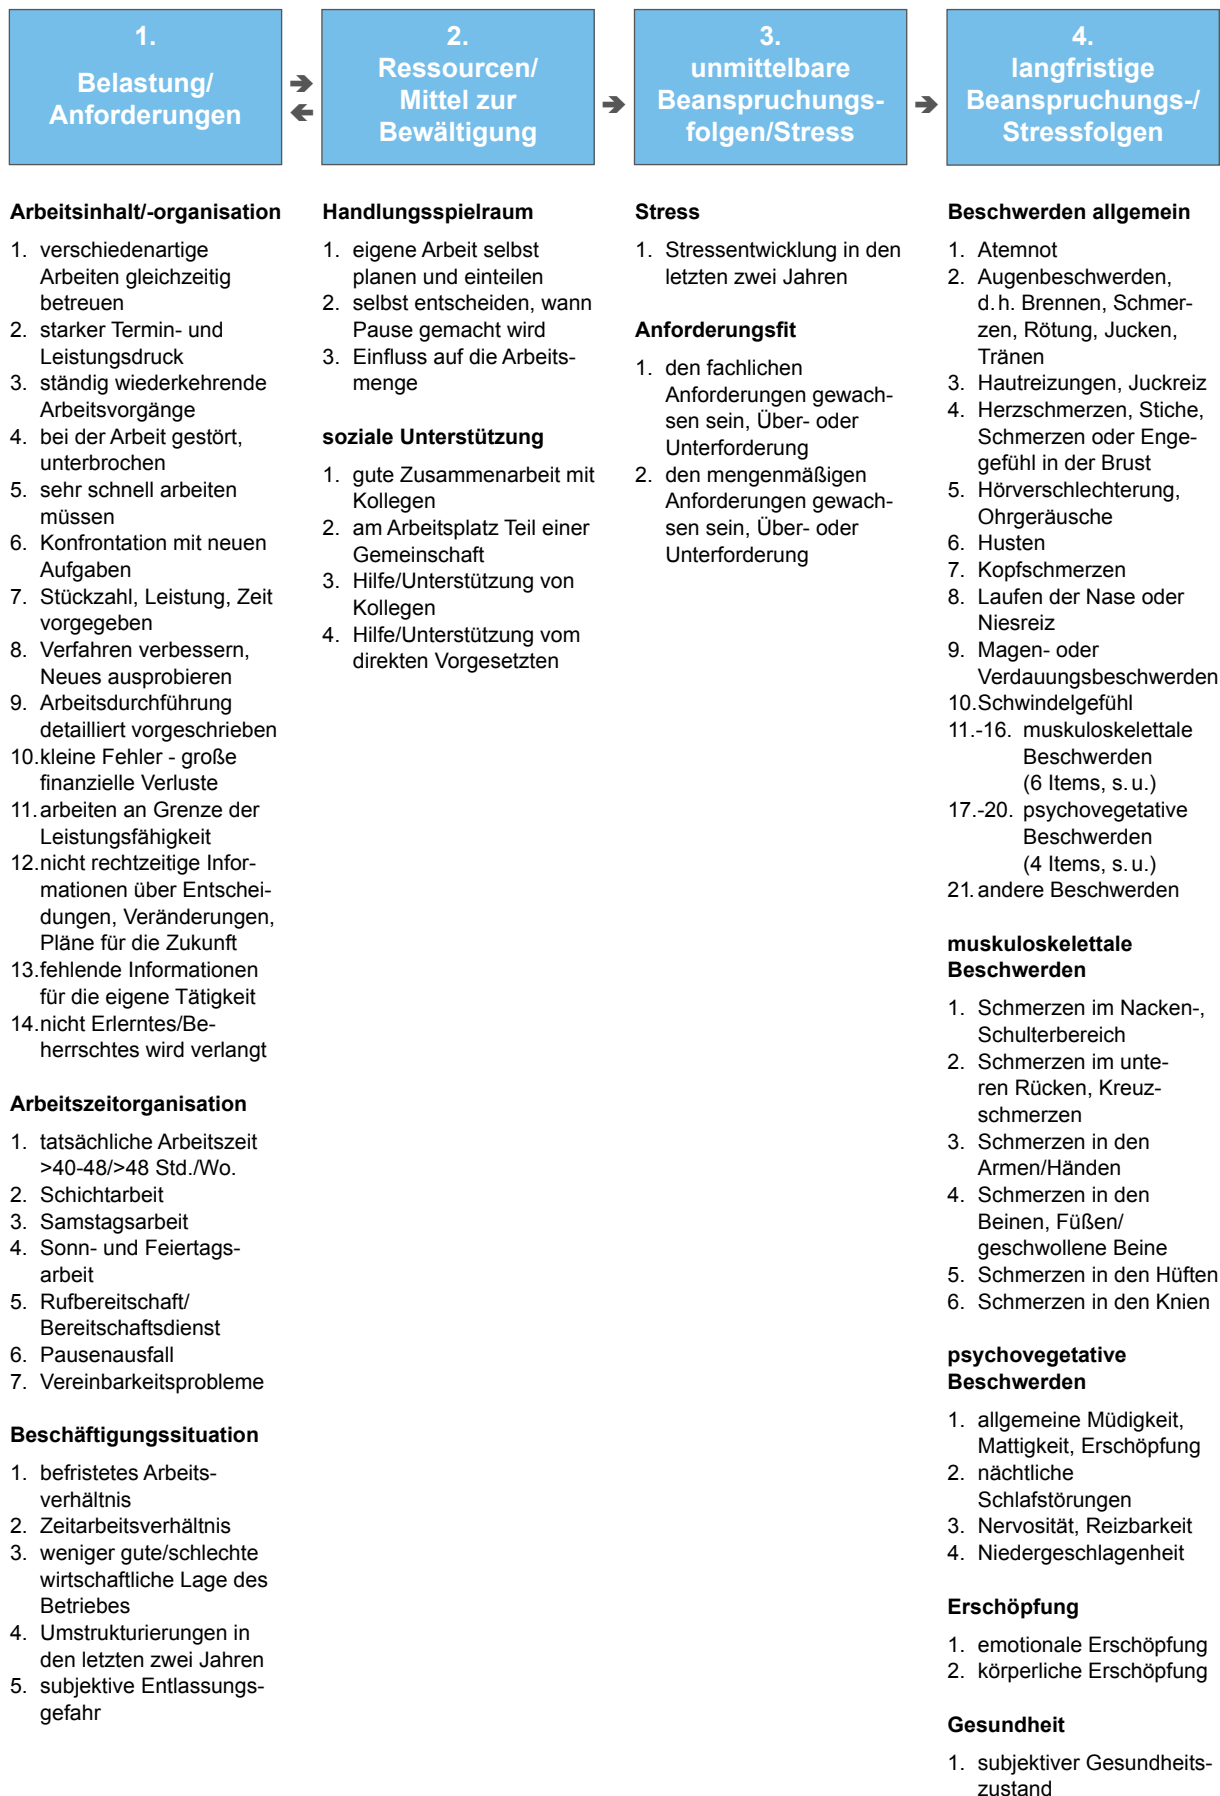 1.
Belastung/
Anforderungen
2.
Ressourcen/
Mittel zur
Bewältigung
3.
unmittelbare
Beanspruchungs-
folgen/Stress
4.
langfristige
Beanspruchungs-/
Stressfolgen
Arbeitsinhalt/-organisation
1. verschiedenartige
Arbeiten gleichzeitig
betreuen
2. starker Termin- und
Leistungsdruck
3. ständig wiederkehrende
Arbeitsvorgänge
4. bei der Arbeit gestört,
unterbrochen
5. sehr schnell arbeiten
müssen
6. Konfrontation mit neuen
Aufgaben
7. Stückzahl, Leistung, Zeit
vorgegeben
8. Verfahren verbessern,
Neues ausprobieren
9. Arbeitsdurchführung
detailliert vorgeschrieben
10.kleine Fehler - große
finanzielle Verluste
11.arbeiten an Grenze der
Leistungsfähigkeit
12.nicht rechtzeitige Infor-
mationen über Entschei-
dungen, Veränderungen,
Pläne für die Zukunft
13.fehlende Informationen
für die eigene Tätigkeit
14.nicht Erlerntes/Be-
herrschtes wird verlangt
Arbeitszeitorganisation
1. tatsächliche Arbeitszeit
>40-48/>48 Std./Wo.
2. Schichtarbeit
3. Samstagsarbeit
4. Sonn- und Feiertags-
arbeit
5. Rufbereitschaft/
Bereitschaftsdienst
6. Pausenausfall
7. Vereinbarkeitsprobleme
Beschäftigungssituation
1. befristetes Arbeits-
verhältnis
2. Zeitarbeitsverhältnis
3. weniger gute/schlechte
wirtschaftliche Lage des
Betriebes
4. Umstrukturierungen in
den letzten zwei Jahren
5. subjektive Entlassungs-
gefahr
Handlungsspielraum
1. eigene Arbeit selbst
planen und einteilen
2. selbst entscheiden, wann
Pause gemacht wird
3. Einfluss auf die Arbeits-
menge
soziale Unterstützung
1. gute Zusammenarbeit mit
Kollegen
2. am Arbeitsplatz Teil einer
Gemeinschaft
3. Hilfe/Unterstützung von
Kollegen
4. Hilfe/Unterstützung vom
direkten Vorgesetzten
Stress
1. Stressentwicklung in den
letzten zwei Jahren
Anforderungsfit
1. den fachlichen
Anforderungen gewach-
sen sein, Über- oder
Unterforderung
2. den mengenmäßigen
Anforderungen gewach-
sen sein, Über- oder
Unterforderung
Beschwerden allgemein
1. Atemnot
2. Augenbeschwerden,
d.h. Brennen, Schmer-
zen, Rötung, Jucken,
Tränen
3. Hautreizungen, Juckreiz
4. Herzschmerzen, Stiche,
Schmerzen oder Enge-
gefühl in der Brust
5. Hörverschlechterung,
Ohrgeräusche
6. Husten
7. Kopfschmerzen
8. Laufen der Nase oder
Niesreiz
9. Magen- oder
Verdauungsbeschwerden
10.Schwindelgefühl
11.-16. muskuloskelettale
Beschwerden
(6 Items, s.u.)
17.-20. psychovegetative
Beschwerden
(4 Items, s.u.)
21.andere Beschwerden
muskuloskelettale
Beschwerden
1. Schmerzen im Nacken-,
Schulterbereich
2. Schmerzen im unte-
ren Rücken, Kreuz-
schmerzen
3. Schmerzen in den
Armen/Händen
4. Schmerzen in den
Beinen, Füßen/
geschwollene Beine
5. Schmerzen in den Hüften
6. Schmerzen in den Knien
psychovegetative
Beschwerden
1. allgemeine Müdigkeit,
Mattigkeit, Erschöpfung
2. nächtliche
Schlafstörungen
3. Nervosität, Reizbarkeit
4. Niedergeschlagenheit
Erschöpfung
1. emotionale Erschöpfung
2. körperliche Erschöpfung
Gesundheit
1. subjektiver Gesundheits-
zustand